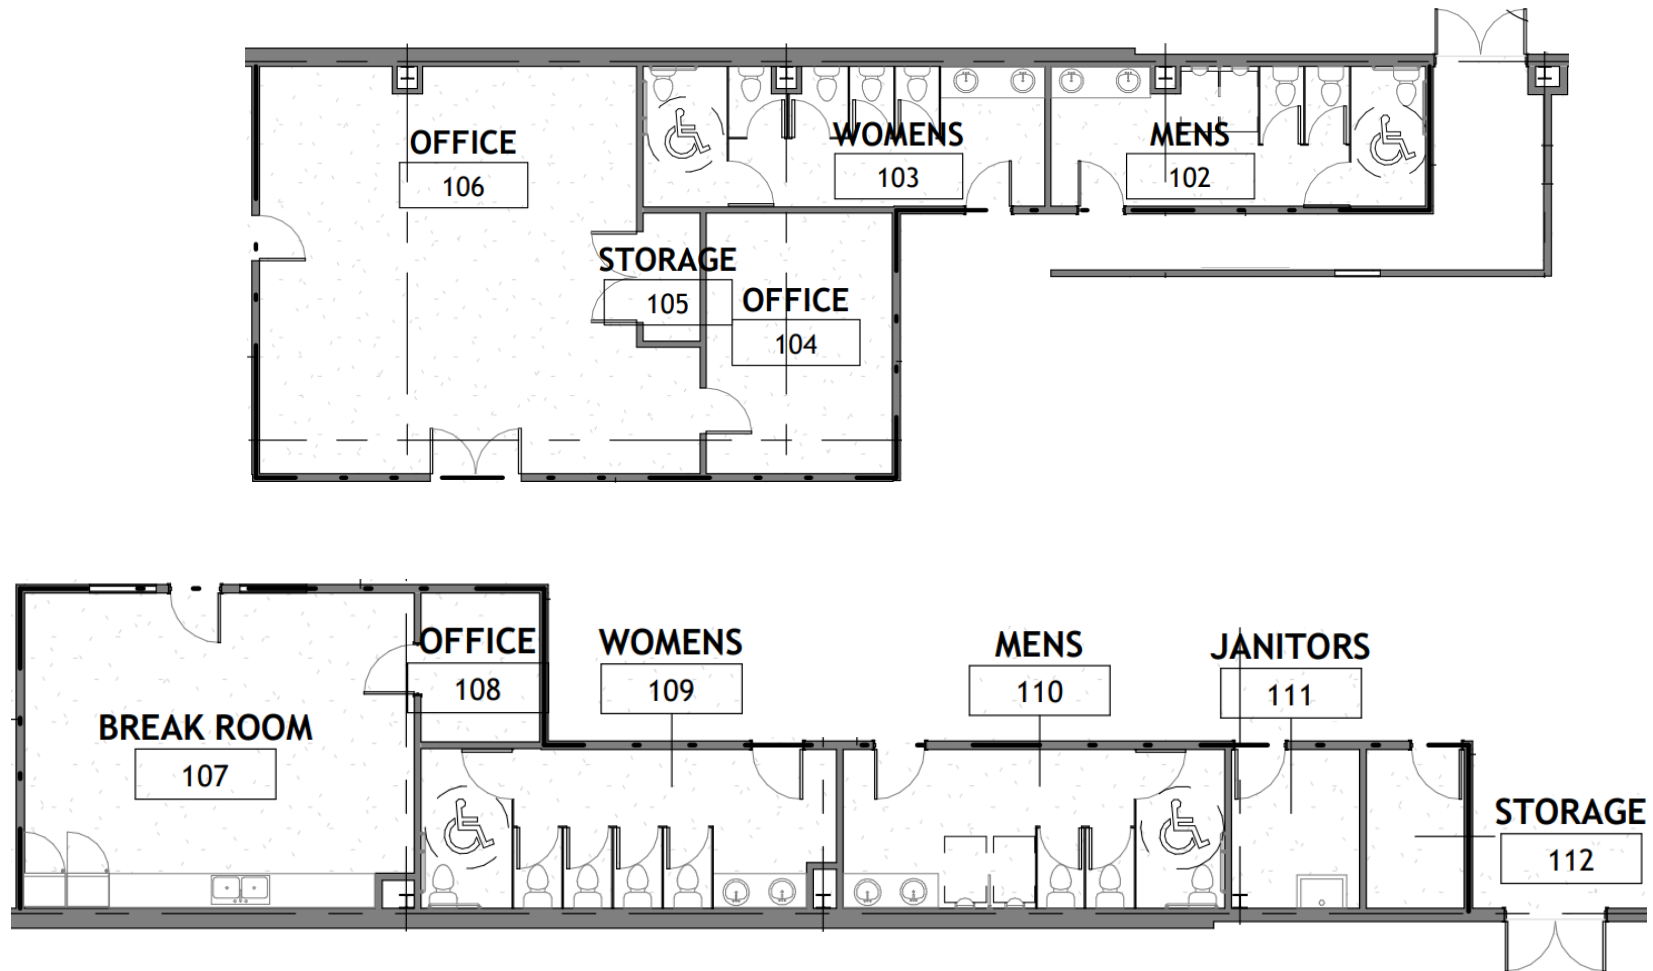 OFFICE
106
WOMENS
103
MENS
102
STORAGE
105
OFFICE
104
OFFICE
108
WOMENS
109
MENS
110
JANITORS
111
BREAK ROOM
107
STORAGE
112